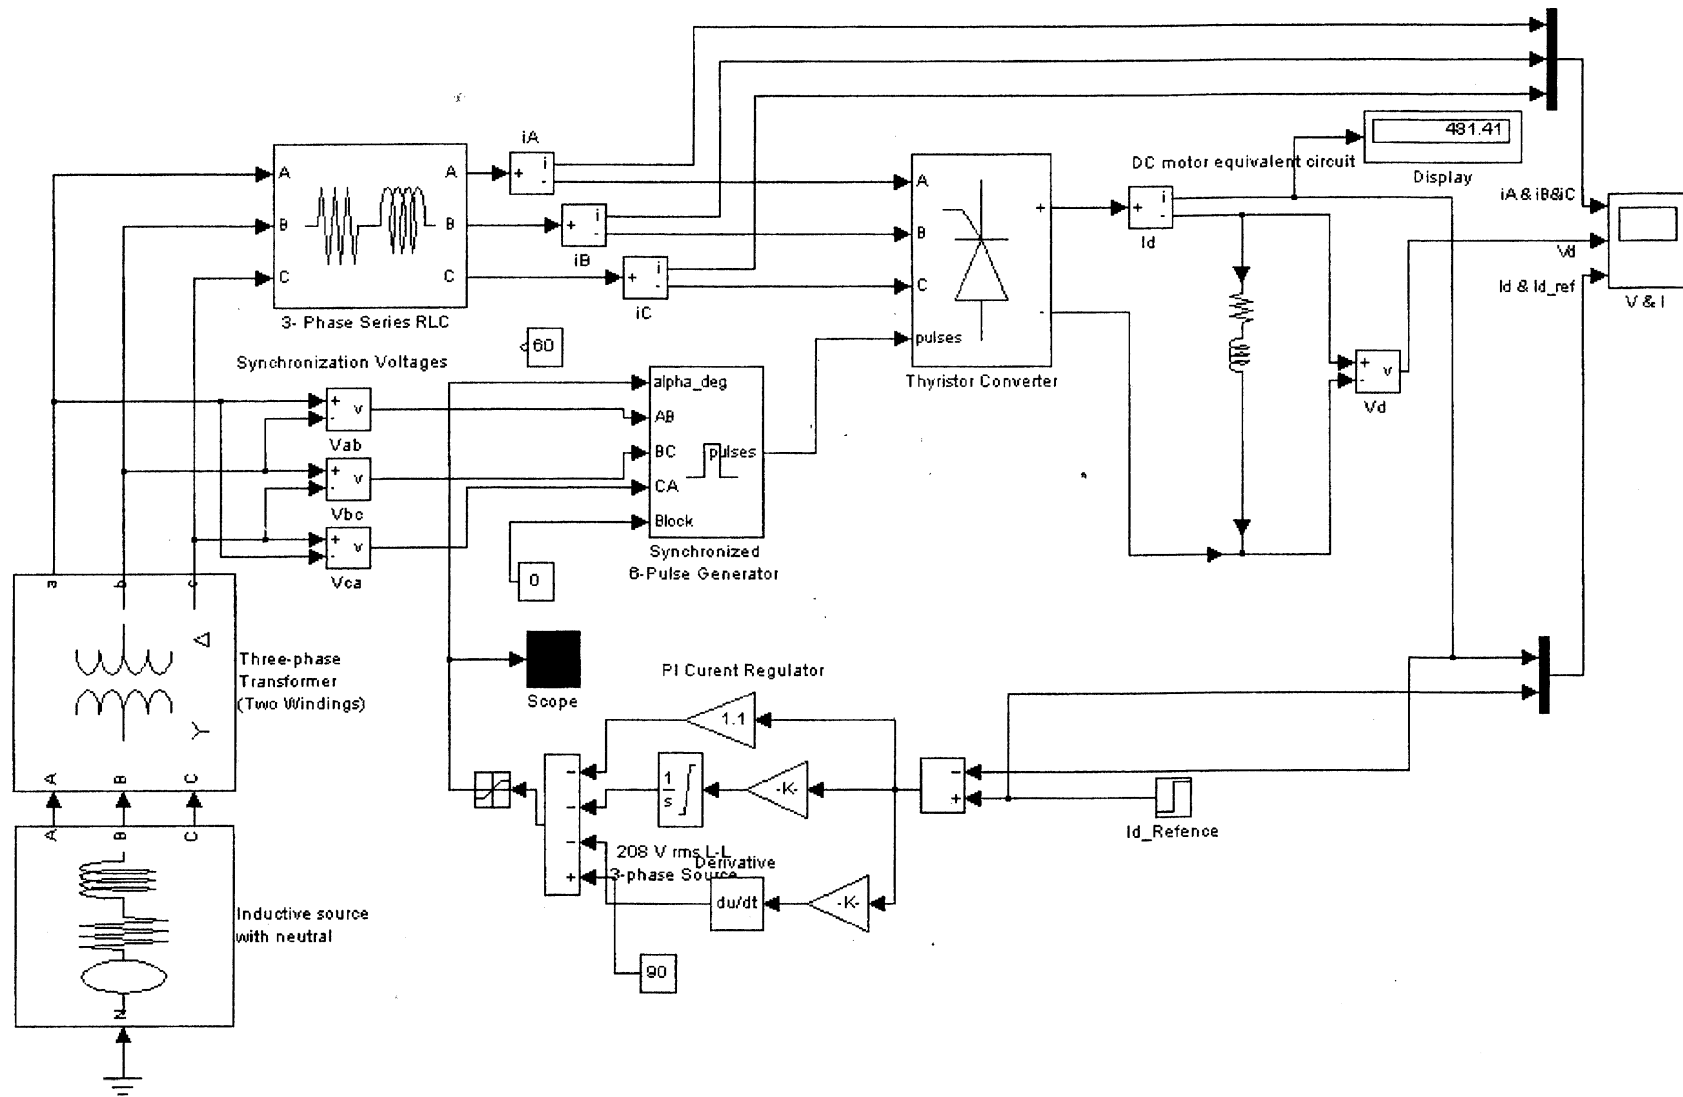 iA
481.41
DC motor equivalent circuit
Display
A
A
i
+
-
iA & iB&iC
B
B
i
+
-
iB
C
C
i
+
-
iC
3- Phase Series RLC
A
B
C
pulses
+
-
Thyristor Converter
i
+
-
Id
Vd
Id & Id_ref
V & I
+
-
v
Vd
60
Synchronization Voltages
+
-
v
Vab
+
-
v
Vbc
+
-
v
Vca
alpha_deg
AB
BC
CA
Block
pulses
Synchronized
6-Pulse Generator
0
a
b
c
Δ
Y
A
B
C
Three-phase
Transformer
(Two Windings)
Scope
PI Curent Regulator
1.1
1
s
-K-
-
-
-
+
-
+
Id_Refence
208 V rms L-L
3-phase Source
Derivative
du/dt
-K-
90
A
B
C
N
Inductive source
with neutral